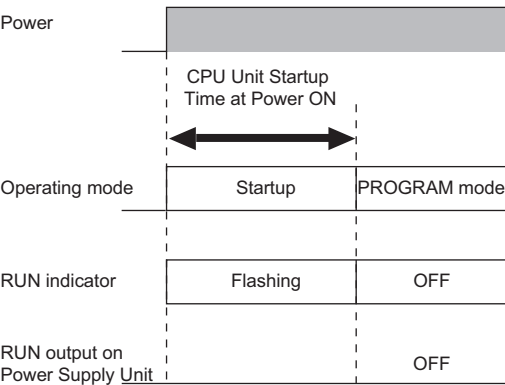 Power
CPU Unit Startup
Time at Power ON
Operating mode
Startup
PROGRAM mode
RUN indicator
Flashing
OFF
RUN output on
Power Supply Unit
OFF